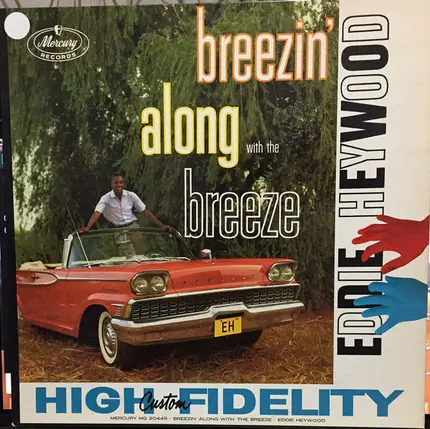 Mercury
RECORDS
breezin'
along with the
breeze
EDDIE HEYWOOD
EH
HIGH Custom FIDELITY
MERCURY MG 20445 · BREEZIN' ALONG WITH THE BREEZE · EDDIE HEYWOOD